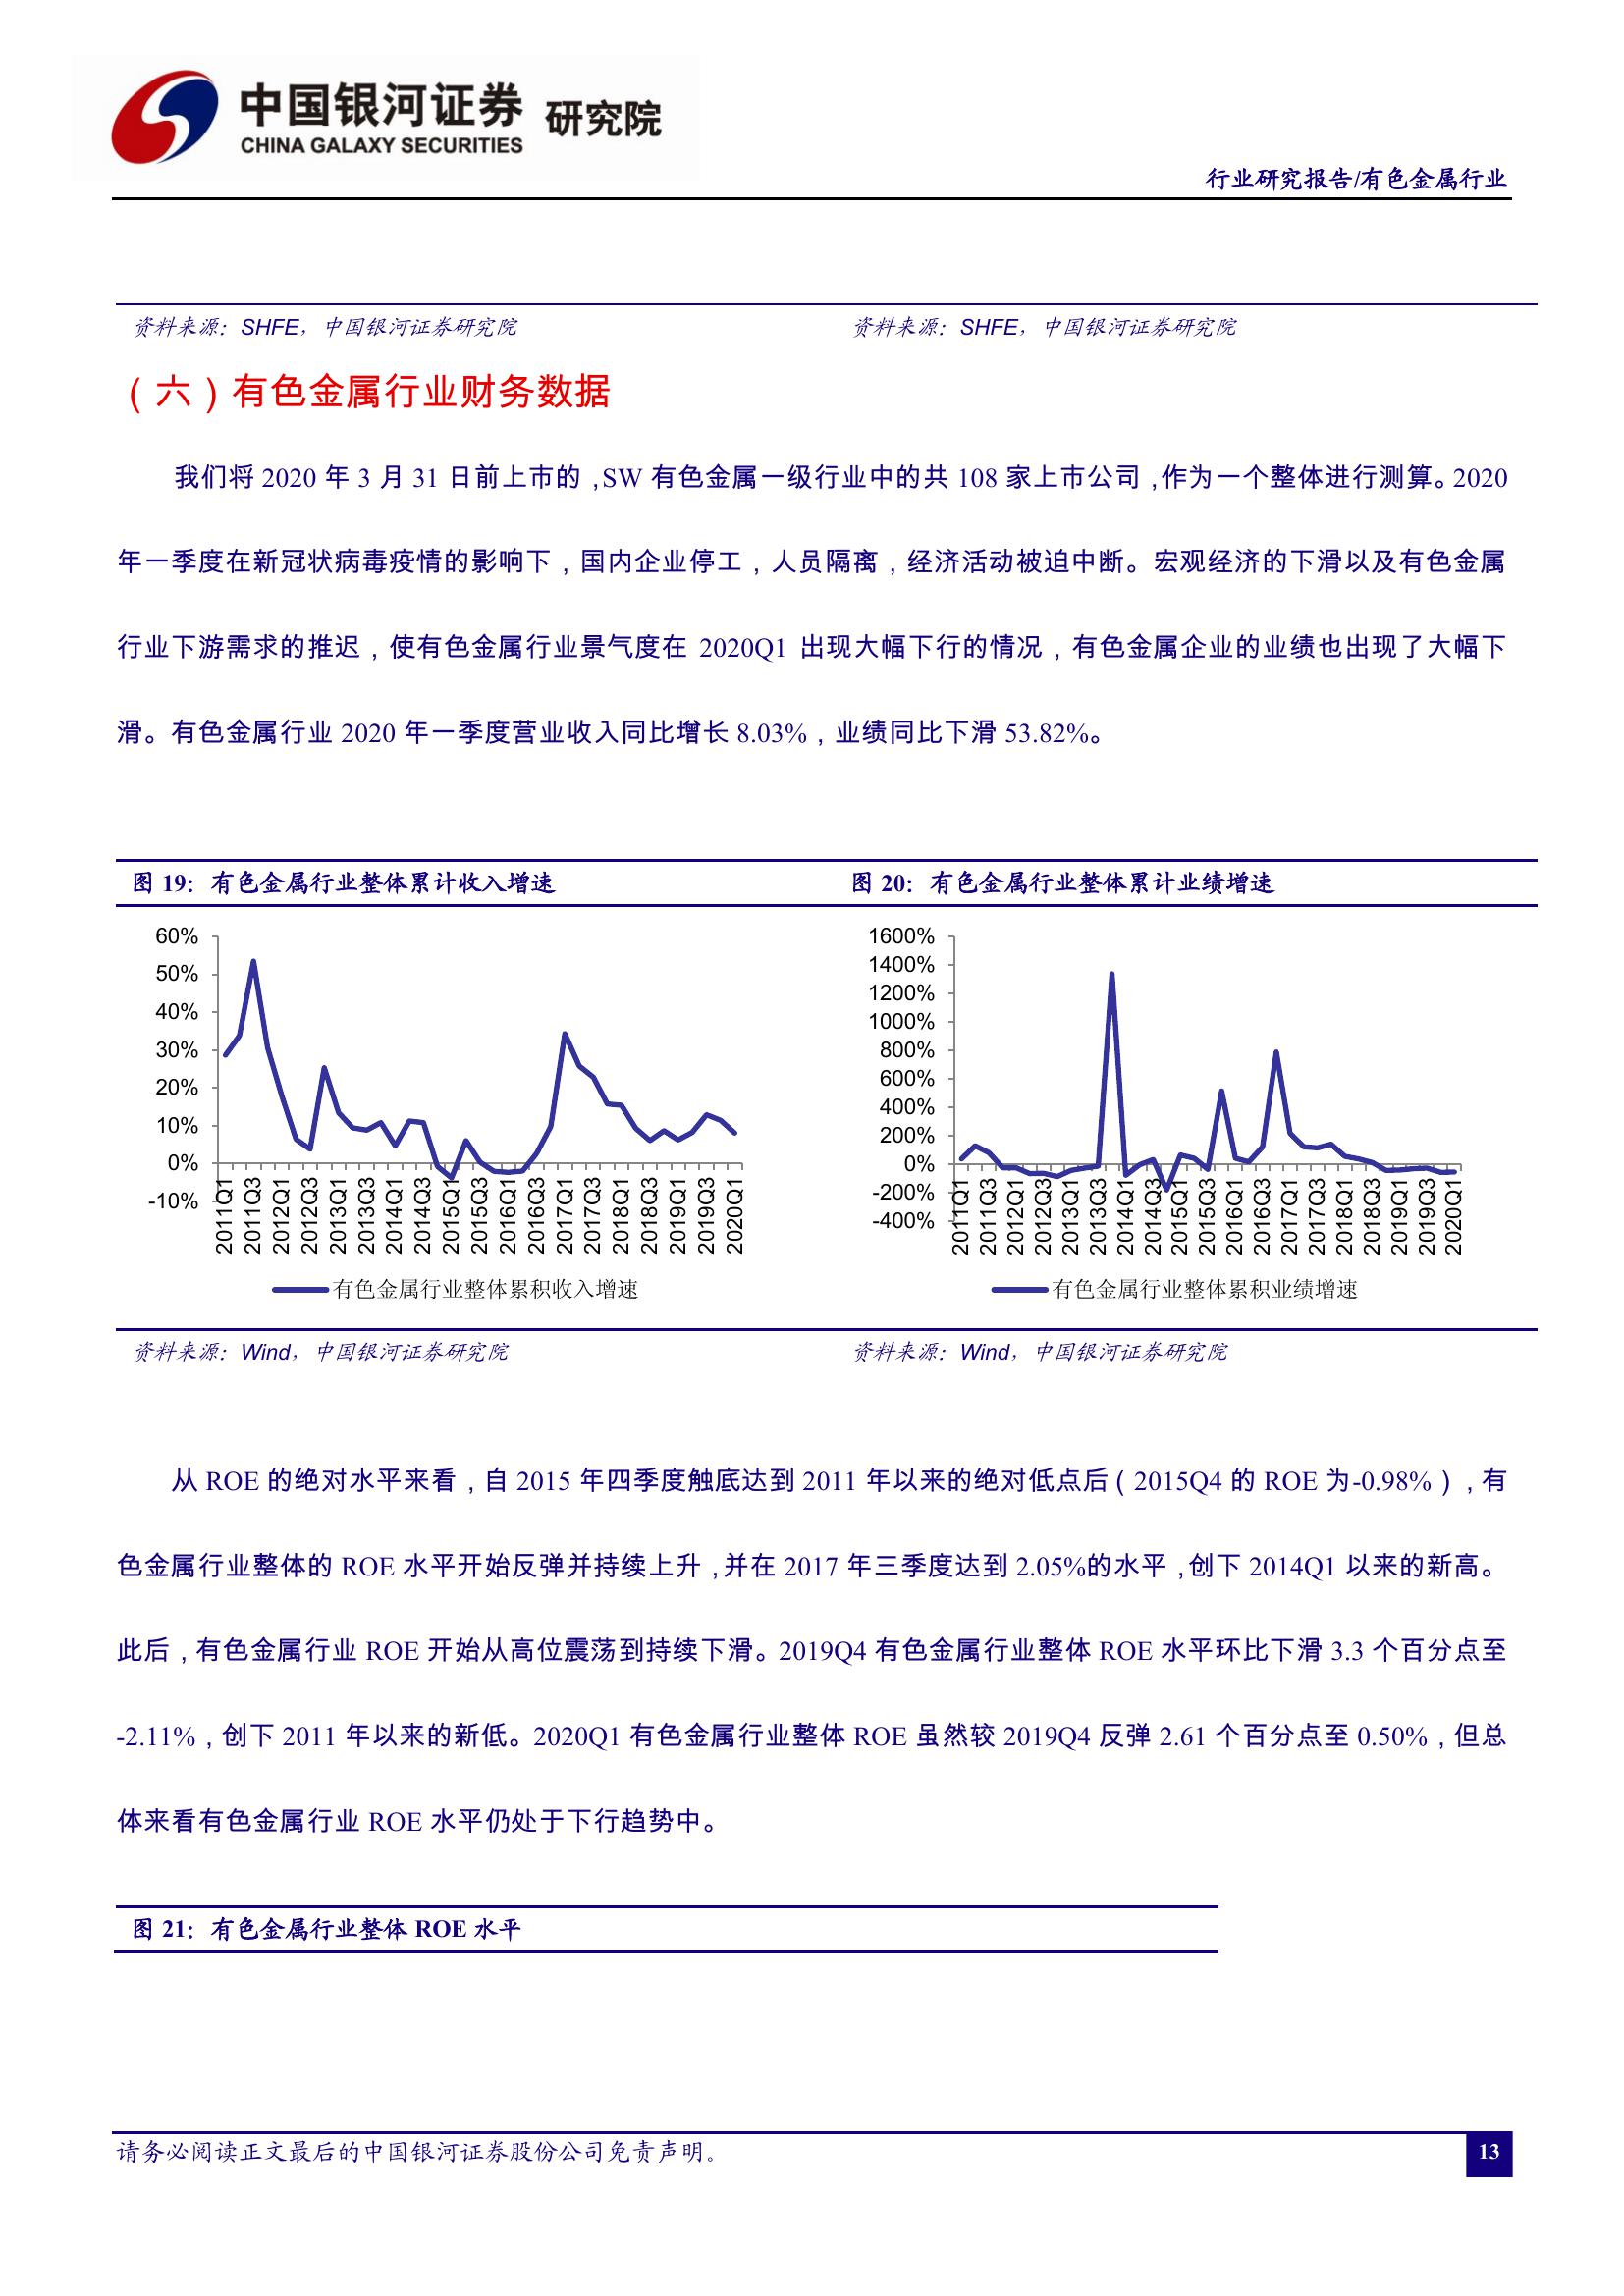 中国银河证券 研究院
CHINA GALAXY SECURITIES
行业研究报告/有色金属行业
资料来源：SHFE，中国银河证券研究院
资料来源：SHFE，中国银河证券研究院
（六）有色金属行业财务数据
我们将 2020 年 3 月 31 日前上市的，SW 有色金属一级行业中的共 108 家上市公司，作为一个整体进行测算。2020
年一季度在新冠状病毒疫情的影响下，国内企业停工，人员隔离，经济活动被迫中断。宏观经济的下滑以及有色金属
行业下游需求的推迟，使有色金属行业景气度在 2020Q1 出现大幅下行的情况，有色金属企业的业绩也出现了大幅下
滑。有色金属行业 2020 年一季度营业收入同比增长 8.03%，业绩同比下滑 53.82%。
图 19：有色金属行业整体累计收入增速
60%
50%
40%
30%
20%
10%
0%
-10%
2011Q1
2011Q3
2012Q1
2012Q3
2013Q1
2013Q3
2014Q1
2014Q3
2015Q1
2015Q3
2016Q1
2016Q3
2017Q1
2017Q3
2018Q1
2018Q3
2019Q1
2019Q3
2020Q1
有色金属行业整体累积收入增速
资料来源：Wind，中国银河证券研究院
图 20：有色金属行业整体累计业绩增速
1600%
1400%
1200%
1000%
800%
600%
400%
200%
0%
-200%
-400%
2011Q1
2011Q3
2012Q1
2012Q3
2013Q1
2013Q3
2014Q1
2014Q3
2015Q1
2015Q3
2016Q1
2016Q3
2017Q1
2017Q3
2018Q1
2018Q3
2019Q1
2019Q3
2020Q1
有色金属行业整体累积业绩增速
资料来源：Wind，中国银河证券研究院
从 ROE 的绝对水平来看，自 2015 年四季度触底达到 2011 年以来的绝对低点后（2015Q4 的 ROE 为-0.98%），有
色金属行业整体的 ROE 水平开始反弹并持续上升，并在 2017 年三季度达到 2.05%的水平，创下 2014Q1 以来的新高。
此后，有色金属行业 ROE 开始从高位震荡到持续下滑。2019Q4 有色金属行业整体 ROE 水平环比下滑 3.3 个百分点至
-2.11%，创下 2011 年以来的新低。2020Q1 有色金属行业整体 ROE 虽然较 2019Q4 反弹 2.61 个百分点至 0.50%，但总
体来看有色金属行业 ROE 水平仍处于下行趋势中。
图 21：有色金属行业整体 ROE 水平
请务必阅读正文最后的中国银河证券股份公司免责声明。
13